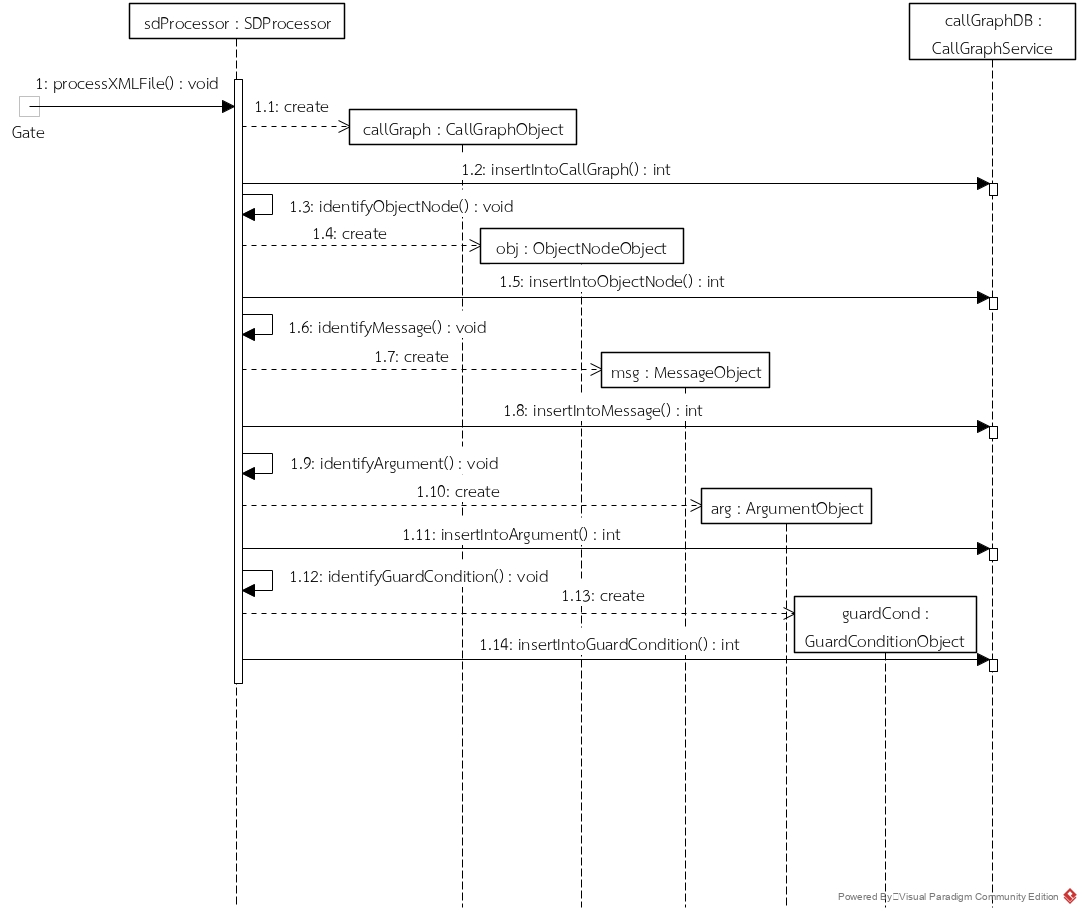 sdProcessor : SDProcessor
callGraphDB :
CallGraphService
1: processXMLFile() : void
Gate
1.1: create
callGraph : CallGraphObject
1.2: insertIntoCallGraph() : int
1.3: identifyObjectNode() : void
1.4: create
obj : ObjectNodeObject
1.5: insertIntoObjectNode() : int
1.6: identifyMessage() : void
1.7: create
msg : MessageObject
1.8: insertIntoMessage() : int
1.9: identifyArgument() : void
1.10: create
arg : ArgumentObject
1.11: insertIntoArgument() : int
1.12: identifyGuardCondition() : void
1.13: create
guardCond :
GuardConditionObject
1.14: insertIntoGuardCondition() : int
Powered By Visual Paradigm Community Edition